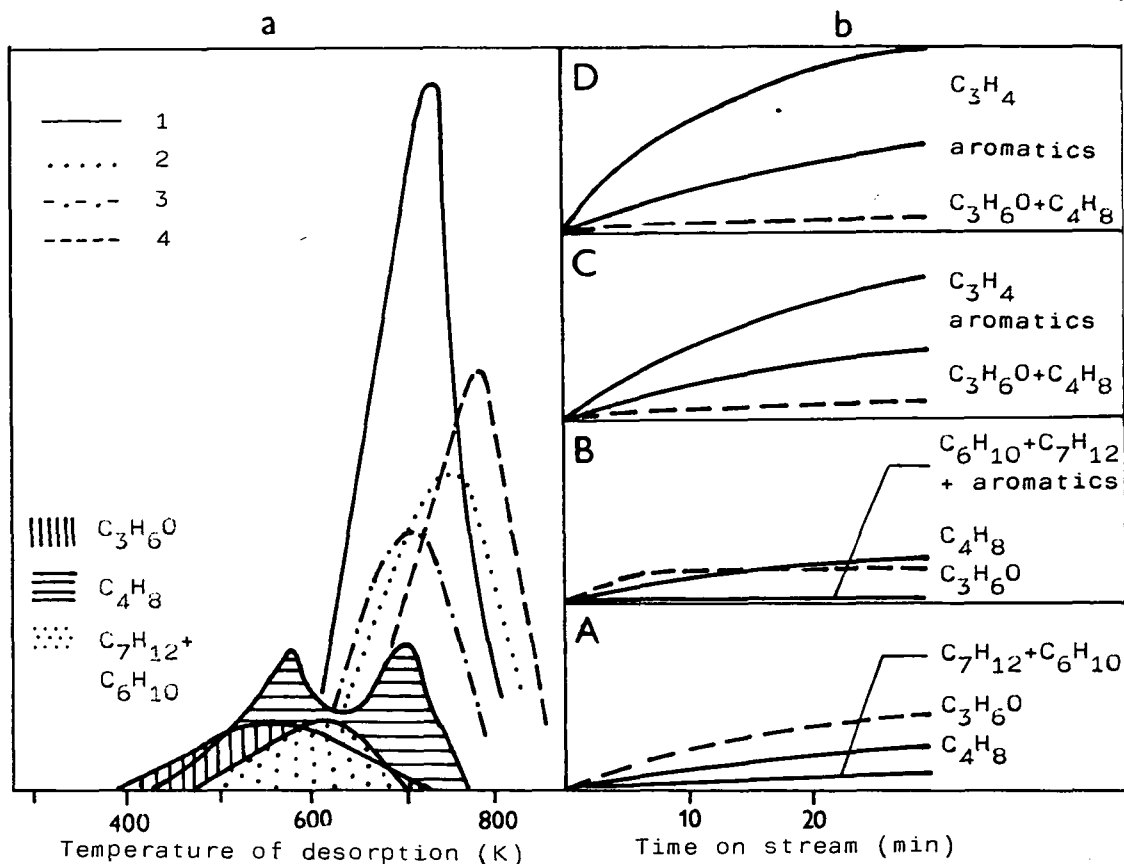 a
1
2
3
4
C₃H₆O
C₄H₈
C₇H₁₂+
C₆H₁₀
400
600
800
Temperature of desorption (K)
b
D
C₃H₄
aromatics
C₃H₆O+C₄H₈
C
C₃H₄
aromatics
C₃H₆O+C₄H₈
B
C₆H₁₀+C₇H₁₂
+ aromatics
C₄H₈
C₃H₆O
A
C₇H₁₂+C₆H₁₀
C₃H₆O
C₄H₈
10
20
Time on stream (min)